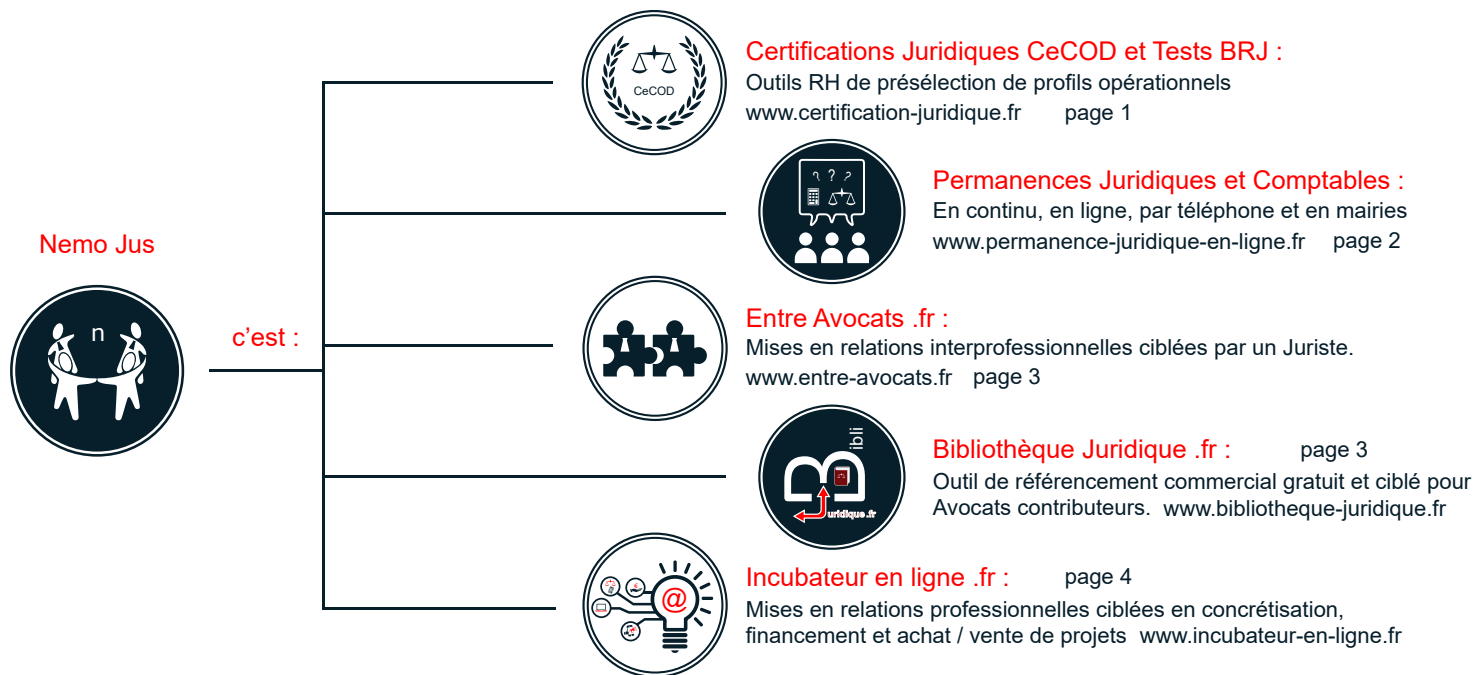 Nemo Jus
n
c’est :
CeCOD
Certifications Juridiques CeCOD et Tests BRJ :
Outils RH de présélection de profils opérationnels
www.certification-juridique.fr page 1
? ? ?
Permanences Juridiques et Comptables :
En continu, en ligne, par téléphone et en mairies
www.permanence-juridique-en-ligne.fr page 2
Entre Avocats .fr :
Mises en relations interprofessionnelles ciblées par un Juriste.
www.entre-avocats.fr page 3
B
ibli
uridique .fr
Bibliothèque Juridique .fr : page 3
Outil de référencement commercial gratuit et ciblé pour
Avocats contributeurs. www.bibliotheque-juridique.fr
@
Incubateur en ligne .fr : page 4
Mises en relations professionnelles ciblées en concrétisation,
financement et achat / vente de projets www.incubateur-en-ligne.fr